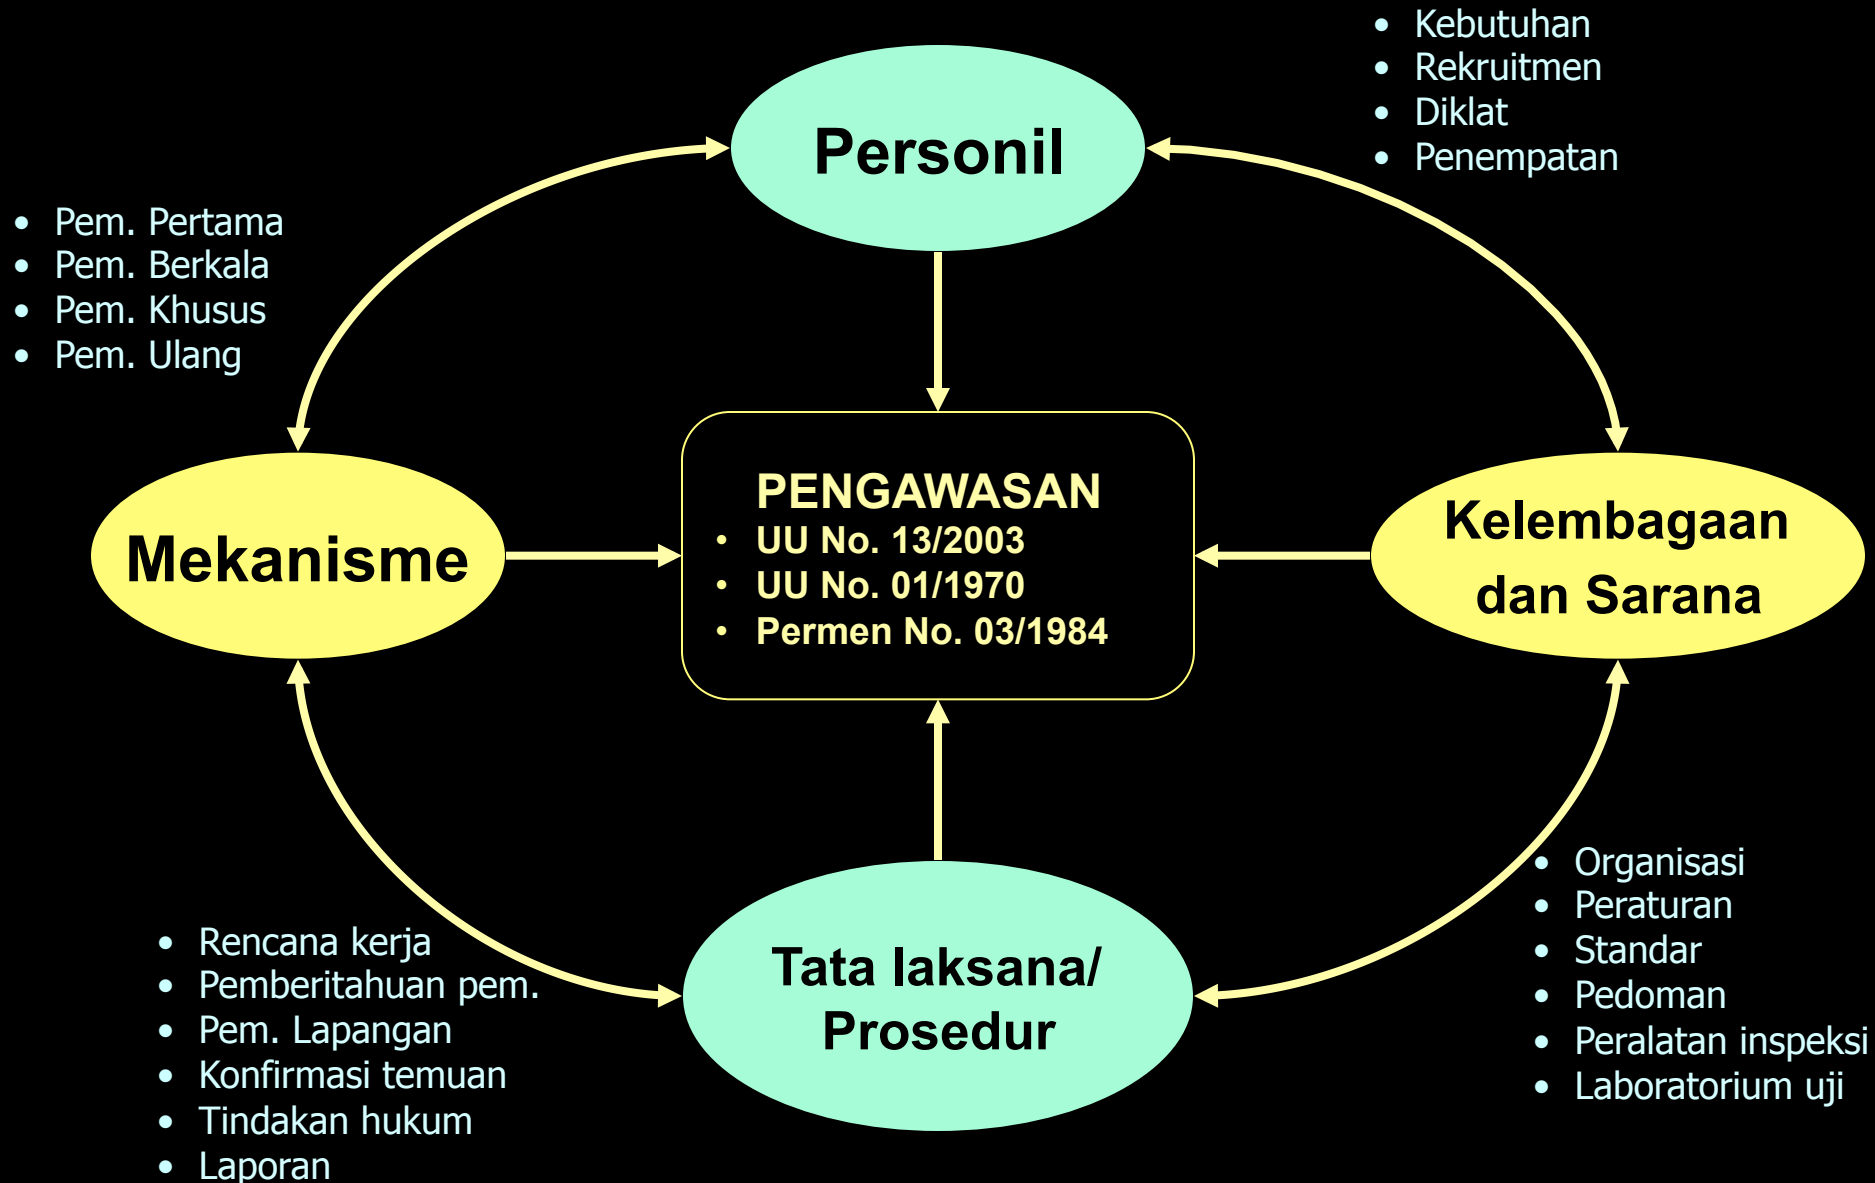 Personil
• Kebutuhan
• Rekruitmen
• Diklat
• Penempatan
• Pem. Pertama
• Pem. Berkala
• Pem. Khusus
• Pem. Ulang
Mekanisme
PENGAWASAN
• UU No. 13/2003
• UU No. 01/1970
• Permen No. 03/1984
Kelembagaan
dan Sarana
• Rencana kerja
• Pemberitahuan pem.
• Pem. Lapangan
• Konfirmasi temuan
• Tindakan hukum
• Laporan
Tata laksana/
Prosedur
• Organisasi
• Peraturan
• Standar
• Pedoman
• Peralatan inspeksi
• Laboratorium uji